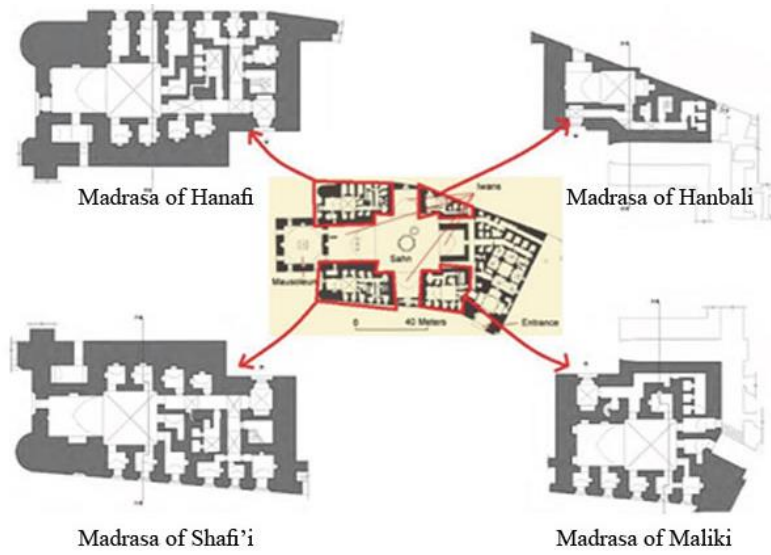 Madrasa of Hanafi
Madrasa of Hanbali
Iwans
Sahn
Mausoleum
0 40 Meters
Entrance
Madrasa of Shafi'i
Madrasa of Maliki